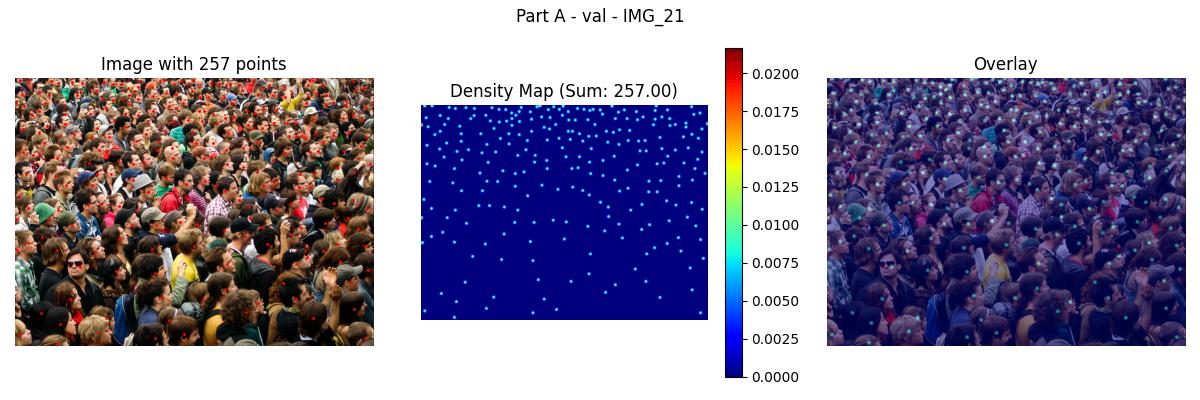 Part A - val - IMG_21
Image with 257 points
Density Map (Sum: 257.00)
Overlay
0.0200
0.0175
0.0150
0.0125
0.0100
0.0075
0.0050
0.0025
0.0000